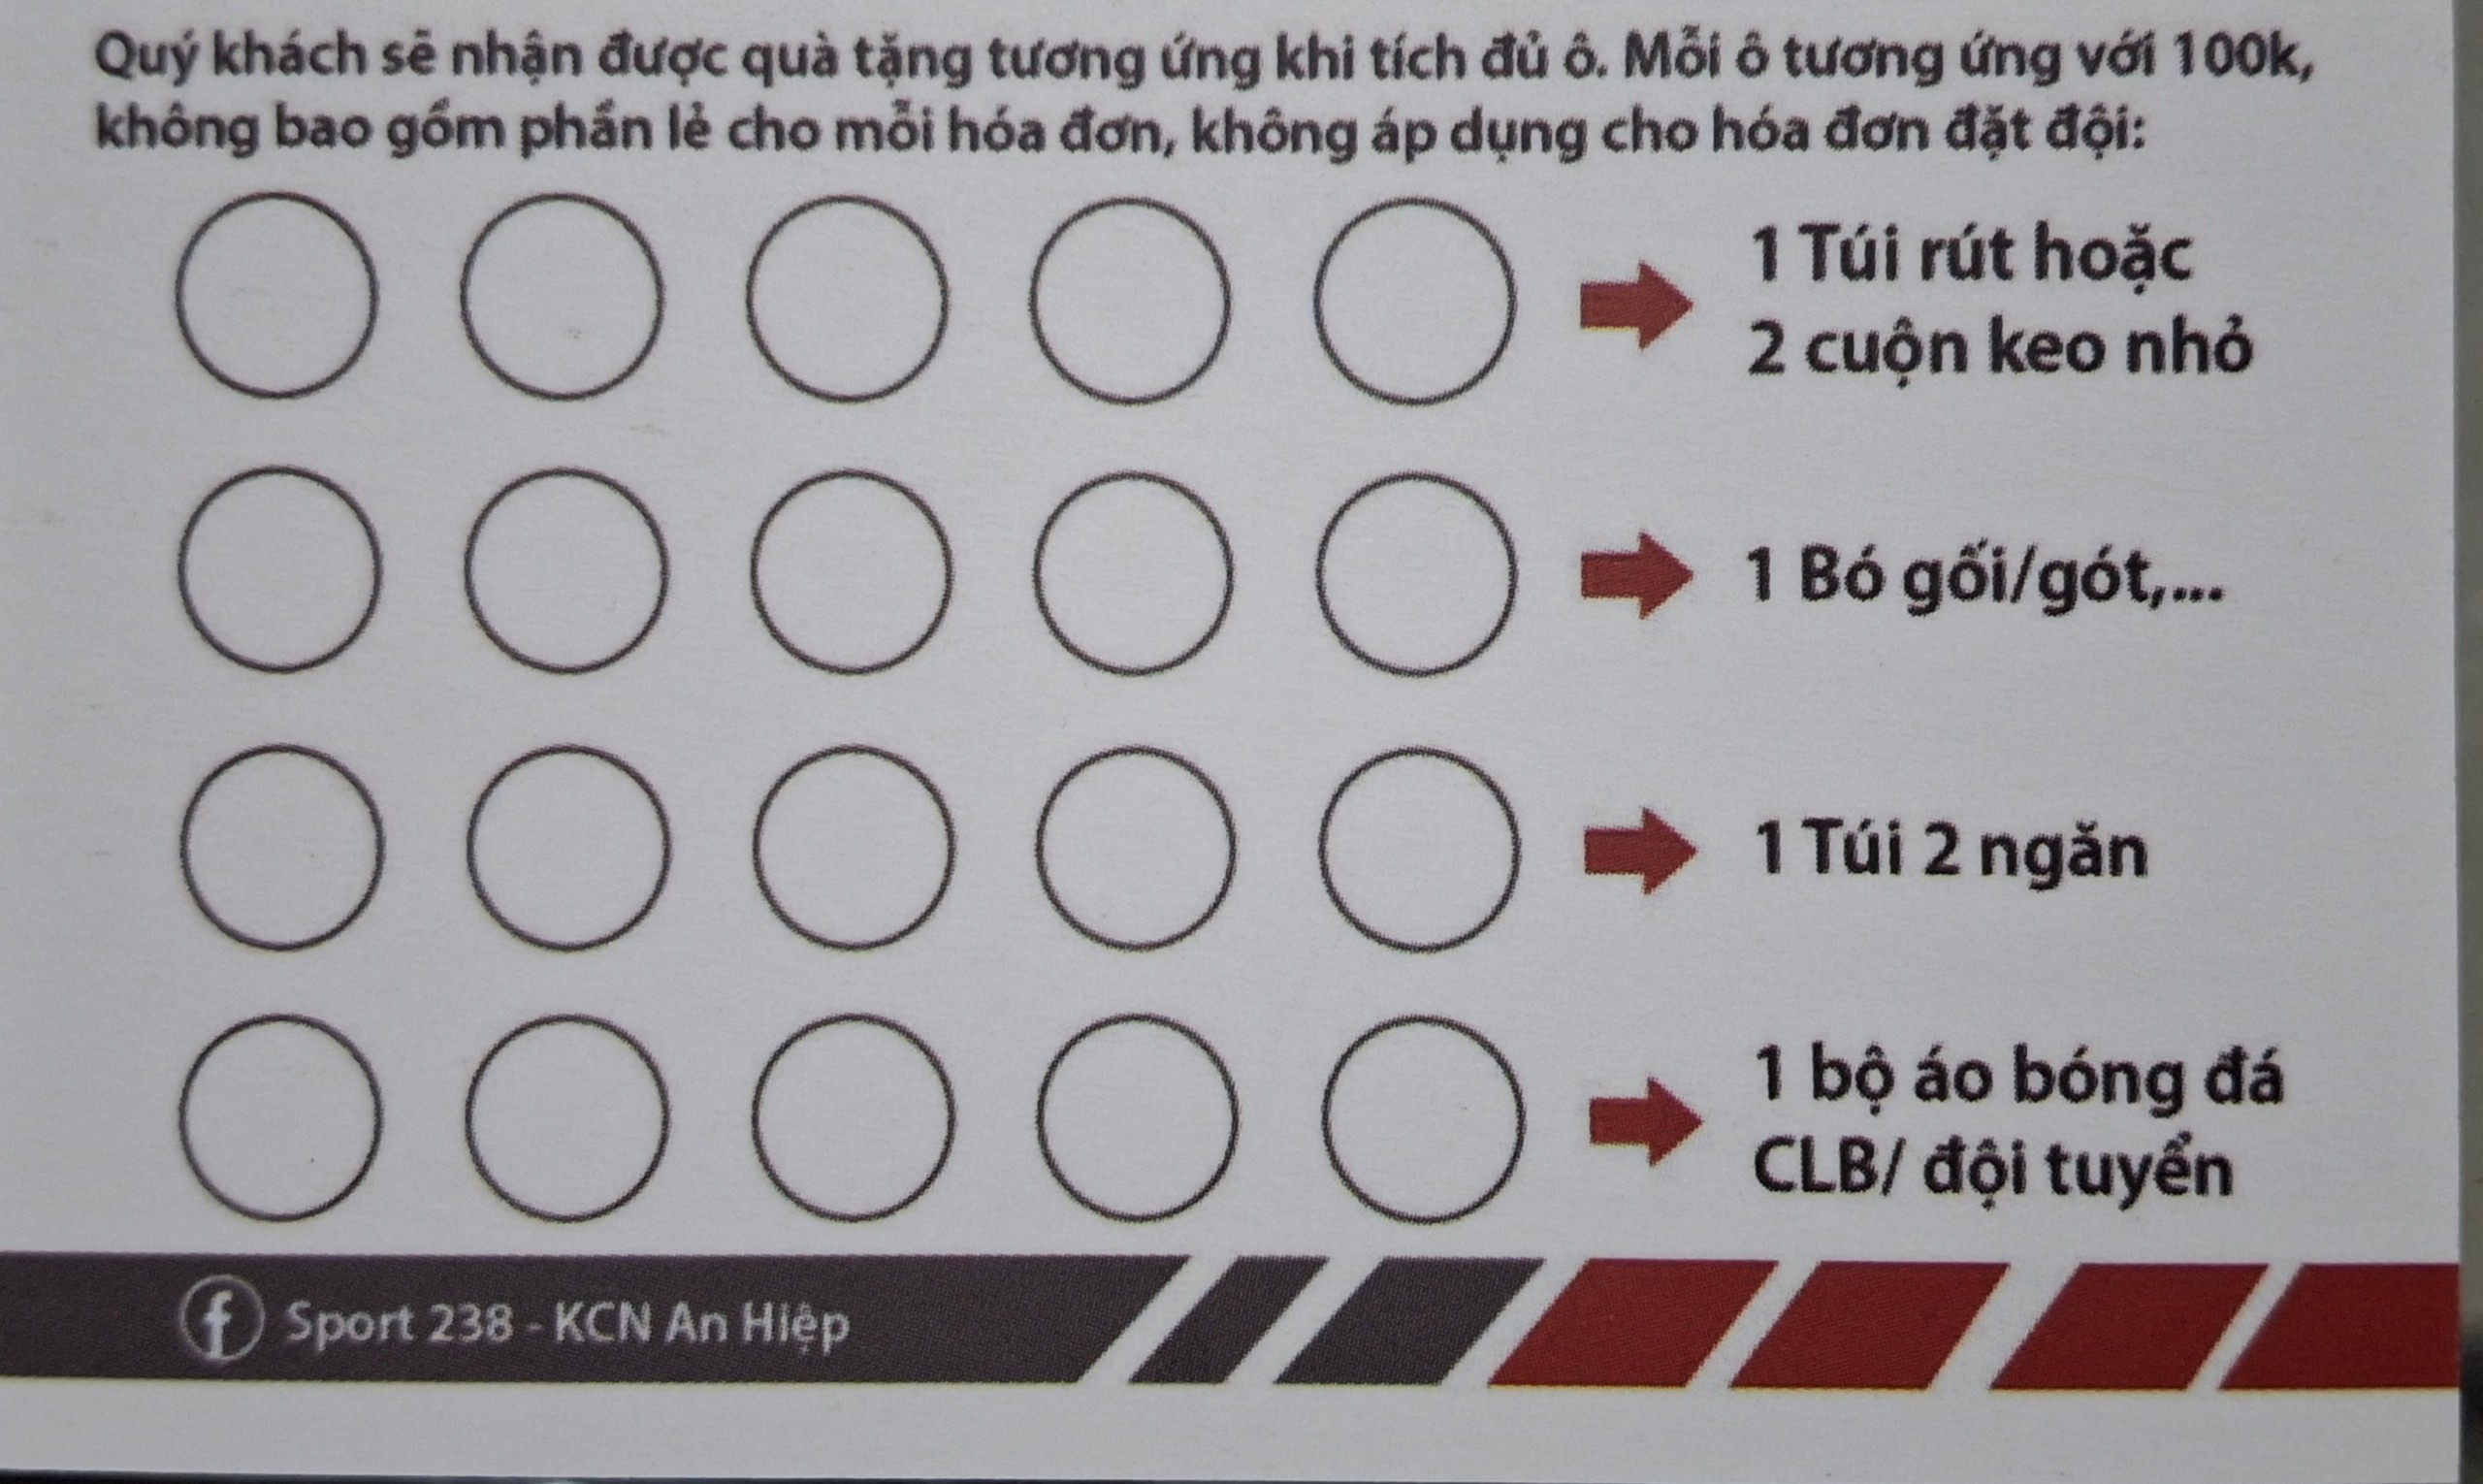 Quý khách sẽ nhận được quà tặng tương ứng khi tích đủ ô. Mỗi ô tương ứng với 100k,
không bao gồm phần lẻ cho mỗi hóa đơn, không áp dụng cho hóa đơn đặt đội:
1 Túi rút hoặc
2 cuộn keo nhỏ
1 Bó gối/gót,...
1 Túi 2 ngăn
1 bộ áo bóng đá
CLB/ đội tuyển
Sport 238 - KCN An Hiệp